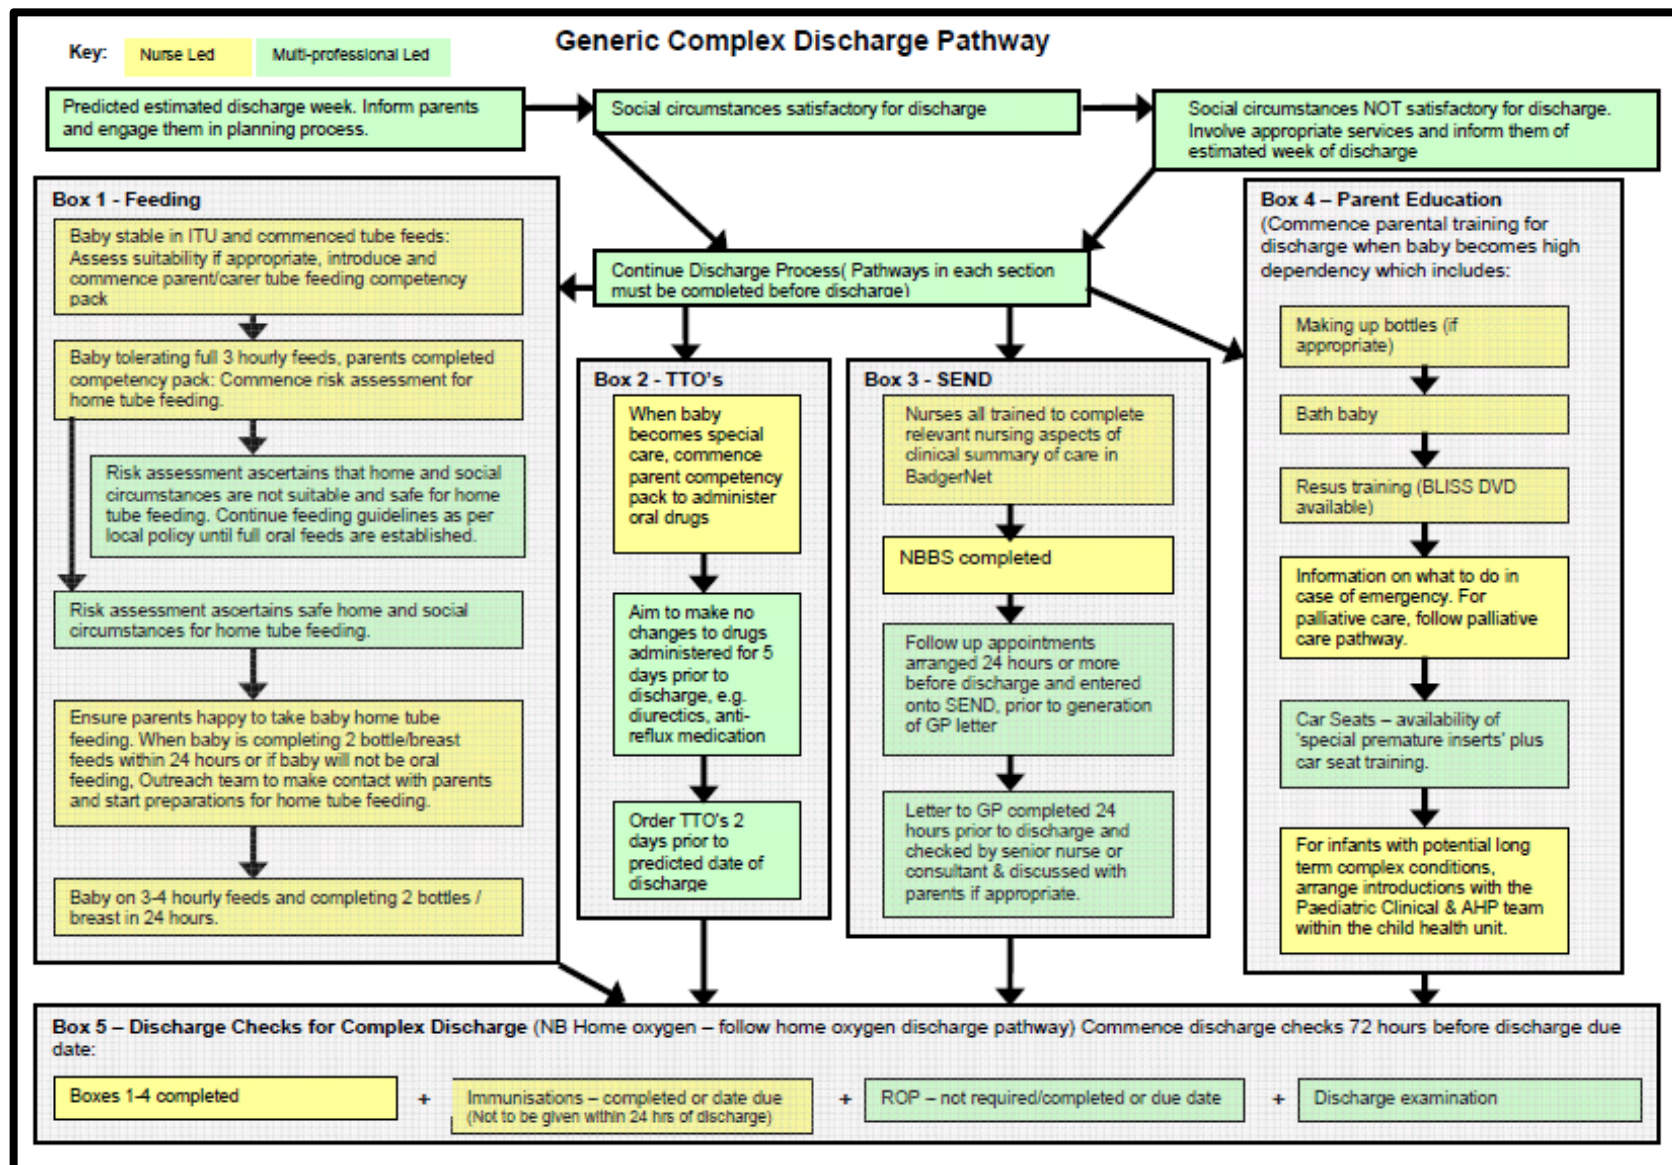 Generic Complex Discharge Pathway
Key:
Nurse Led
Multi-professional Led
Predicted estimated discharge week. Inform parents
and engage them in planning process.
Social circumstances satisfactory for discharge
Social circumstances NOT satisfactory for discharge.
Involve appropriate services and inform them of
estimated week of discharge
Continue Discharge Process( Pathways in each section
must be completed before discharge)
Box 1 - Feeding
Baby stable in ITU and commenced tube feeds:
Assess suitability if appropriate, introduce and
commence parent/carer tube feeding competency
pack
Baby tolerating full 3 hourly feeds, parents completed
competency pack: Commence risk assessment for
home tube feeding.
Risk assessment ascertains that home and social
circumstances are not suitable and safe for home
tube feeding. Continue feeding guidelines as per
local policy until full oral feeds are established.
Risk assessment ascertains safe home and social
circumstances for home tube feeding.
Ensure parents happy to take baby home tube
feeding. When baby is completing 2 bottle/breast
feeds within 24 hours or if baby will not be oral
feeding, Outreach team to make contact with parents
and start preparations for home tube feeding.
Baby on 3-4 hourly feeds and completing 2 bottles /
breast in 24 hours.
Box 2 - TTO's
When baby
becomes special
care, commence
parent competency
pack to administer
oral drugs
Aim to make no
changes to drugs
administered for 5
days prior to
discharge, e.g.
diurectics, anti-
reflux medication
Order TTO's 2
days prior to
predicted date of
discharge
Box 3 - SEND
Nurses all trained to complete
relevant nursing aspects of
clinical summary of care in
BadgerNet
NBBS completed
Follow up appointments
arranged 24 hours or more
before discharge and entered
onto SEND, prior to generation
of GP letter
Letter to GP completed 24
hours prior to discharge and
checked by senior nurse or
consultant & discussed with
parents if appropriate.
Box 4 – Parent Education
(Commence parental training for
discharge when baby becomes high
dependency which includes:
Making up bottles (if
appropriate)
Bath baby
Resus training (BLISS DVD
available)
Information on what to do in
case of emergency. For
palliative care, follow palliative
care pathway.
Car Seats – availability of
'special premature inserts' plus
car seat training.
For infants with potential long
term complex conditions,
arrange introductions with the
Paediatric Clinical & AHP team
within the child health unit.
Box 5 – Discharge Checks for Complex Discharge (NB Home oxygen – follow home oxygen discharge pathway) Commence discharge checks 72 hours before discharge due
date:
Boxes 1-4 completed
+
Immunisations – completed or date due
(Not to be given within 24 hrs of discharge)
+
ROP – not required/completed or due date
+
Discharge examination